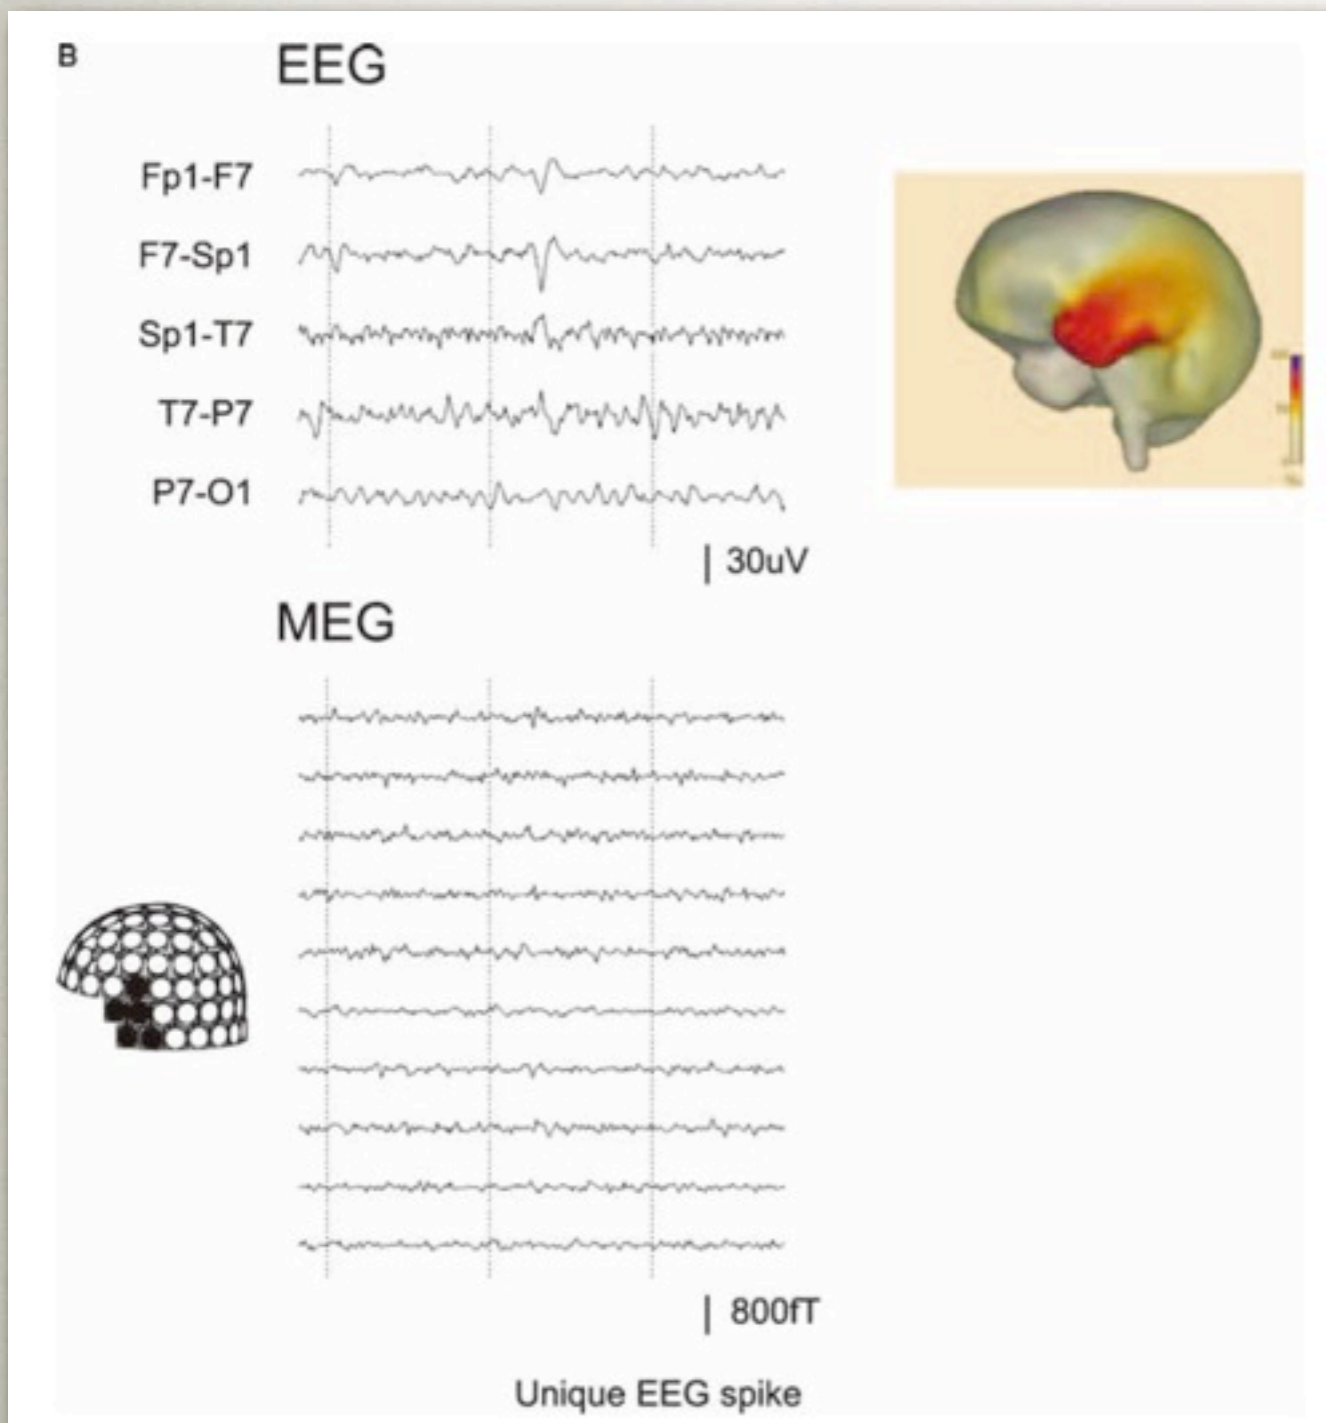 B
EEG
Fp1-F7
F7-Sp1
Sp1-T7
T7-P7
P7-O1
30uV
MEG
800fT
Unique EEG spike